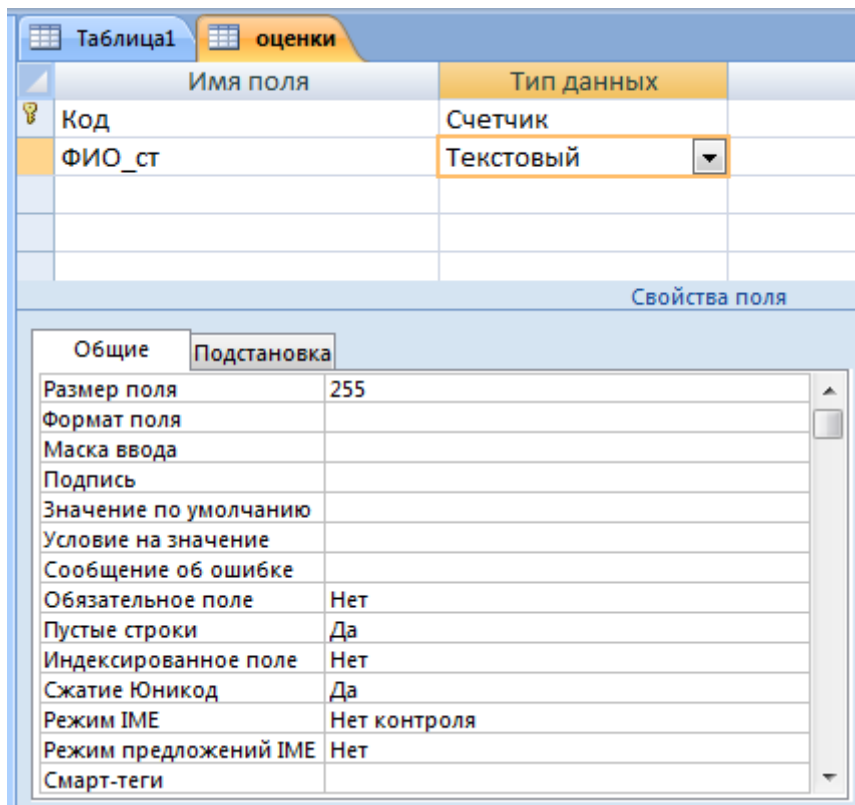 Таблица1 оценки
Имя поля Тип данных
Код Счетчик
ФИО_ст Текстовый
Свойства поля
Общие Подстановка
Размер поля 255
Формат поля
Маска ввода
Подпись
Значение по умолчанию
Условие на значение
Сообщение об ошибке
Обязательное поле Нет
Пустые строки Да
Индексированное поле Нет
Сжатие Юникод Да
Режим IME Нет контроля
Режим предложений IME Нет
Смарт-теги